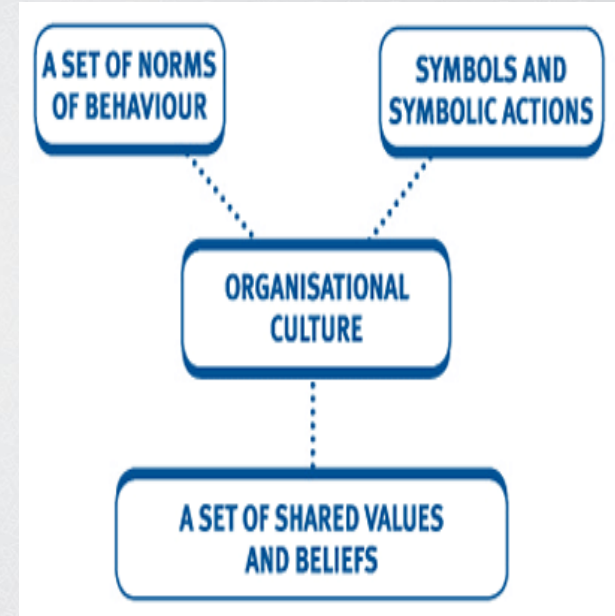 A SET OF NORMS
OF BEHAVIOUR
SYMBOLS AND
SYMBOLIC ACTIONS
ORGANISATIONAL
CULTURE
A SET OF SHARED VALUES
AND BELIEFS